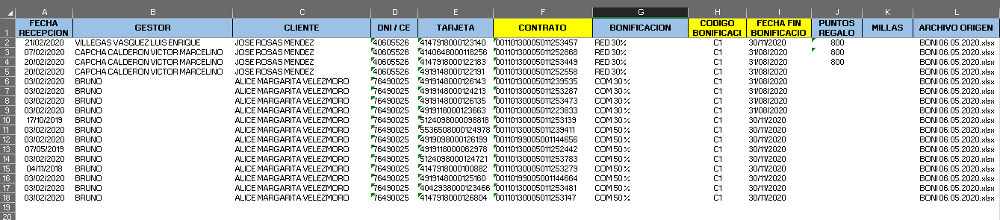 A B C D E F G H I J K L
1 FECHA RECEPCION GESTOR CLIENTE DNI / CE TARJETA CONTRATO BONIFICACION CODIGO BONIFICACI FECHA FIN BONIFICACIO PUNTOS REGALO MILLAS ARCHIVO ORIGEN
2 21/02/2020 VILLEGAS VASQUEZ LUIS ENRIQUE JOSE ROSAS MENDEZ 40605526 4147918000123140 00110130005011253457 RED 30% C1 30/11/2020 800 BONI 06.05.2020.xlsx
3 07/02/2020 CAPCHA CALDERON VICTOR MARCELINO JOSE ROSAS MENDEZ 40605526 4140648000118256 00110130005011252868 RED 30% C1 31/08/2020 800 BONI 06.05.2020.xlsx
4 20/02/2020 CAPCHA CALDERON VICTOR MARCELINO JOSE ROSAS MENDEZ 40605526 4147918000122183 00110130005011253449 RED 30% C1 31/08/2020 800 BONI 06.05.2020.xlsx
5 20/02/2020 CAPCHA CALDERON VICTOR MARCELINO JOSE ROSAS MENDEZ 40605526 4919148000122191 00110130005011252558 RED 30% C1 31/08/2020 BONI 06.05.2020.xlsx
6 03/02/2020 BRUNO ALICE MARGARITA VELEZMORO 76490025 4919148000126143 00110130005011239535 COM 30 % C1 31/08/2020 BONI 06.05.2020.xlsx
7 03/02/2020 BRUNO ALICE MARGARITA VELEZMORO 76490025 4919148000124213 00110130005011253287 COM 30 % C1 31/08/2020 BONI 06.05.2020.xlsx
8 03/02/2020 BRUNO ALICE MARGARITA VELEZMORO 76490025 4919148000126135 00110130005011253473 COM 30 % C1 31/08/2020 BONI 06.05.2020.xlsx
9 03/02/2020 BRUNO ALICE MARGARITA VELEZMORO 76490025 4919118000123663 00110130005011223833 COM 30 % C1 31/08/2020 BONI 06.05.2020.xlsx
10 17/10/2019 BRUNO ALICE MARGARITA VELEZMORO 76490025 5124098000098818 00110130005011253139 COM 30 % C1 30/11/2020 BONI 06.05.2020.xlsx
11 03/02/2020 BRUNO ALICE MARGARITA VELEZMORO 76490025 5536508000124978 00110130005011239411 COM 50 % C1 30/11/2020 BONI 06.05.2020.xlsx
12 03/02/2020 BRUNO ALICE MARGARITA VELEZMORO 76490025 4919098000126199 00110199005001144656 COM 50 % C1 30/11/2020 BONI 06.05.2020.xlsx
13 07/05/2019 BRUNO ALICE MARGARITA VELEZMORO 76490025 4919118000062978 00110130005011252442 COM 50 % C1 30/11/2020 BONI 06.05.2020.xlsx
14 03/02/2020 BRUNO ALICE MARGARITA VELEZMORO 76490025 5124098000124721 00110130005011253783 COM 50 % C1 30/11/2020 BONI 06.05.2020.xlsx
15 04/11/2018 BRUNO ALICE MARGARITA VELEZMORO 76490025 4147918000100882 00110130005011253279 COM 50 % C1 30/11/2020 BONI 06.05.2020.xlsx
16 03/02/2020 BRUNO ALICE MARGARITA VELEZMORO 76490025 4919148000125160 00110199005001144664 COM 50 % C1 30/11/2020 BONI 06.05.2020.xlsx
17 03/02/2020 BRUNO ALICE MARGARITA VELEZMORO 76490025 4042938000123466 00110130005011253481 COM 50 % C1 30/11/2020 BONI 06.05.2020.xlsx
18 03/02/2020 BRUNO ALICE MARGARITA VELEZMORO 76490025 4147918000126804 00110130005011253147 COM 50 % C1 30/11/2020 BONI 06.05.2020.xlsx
19
20